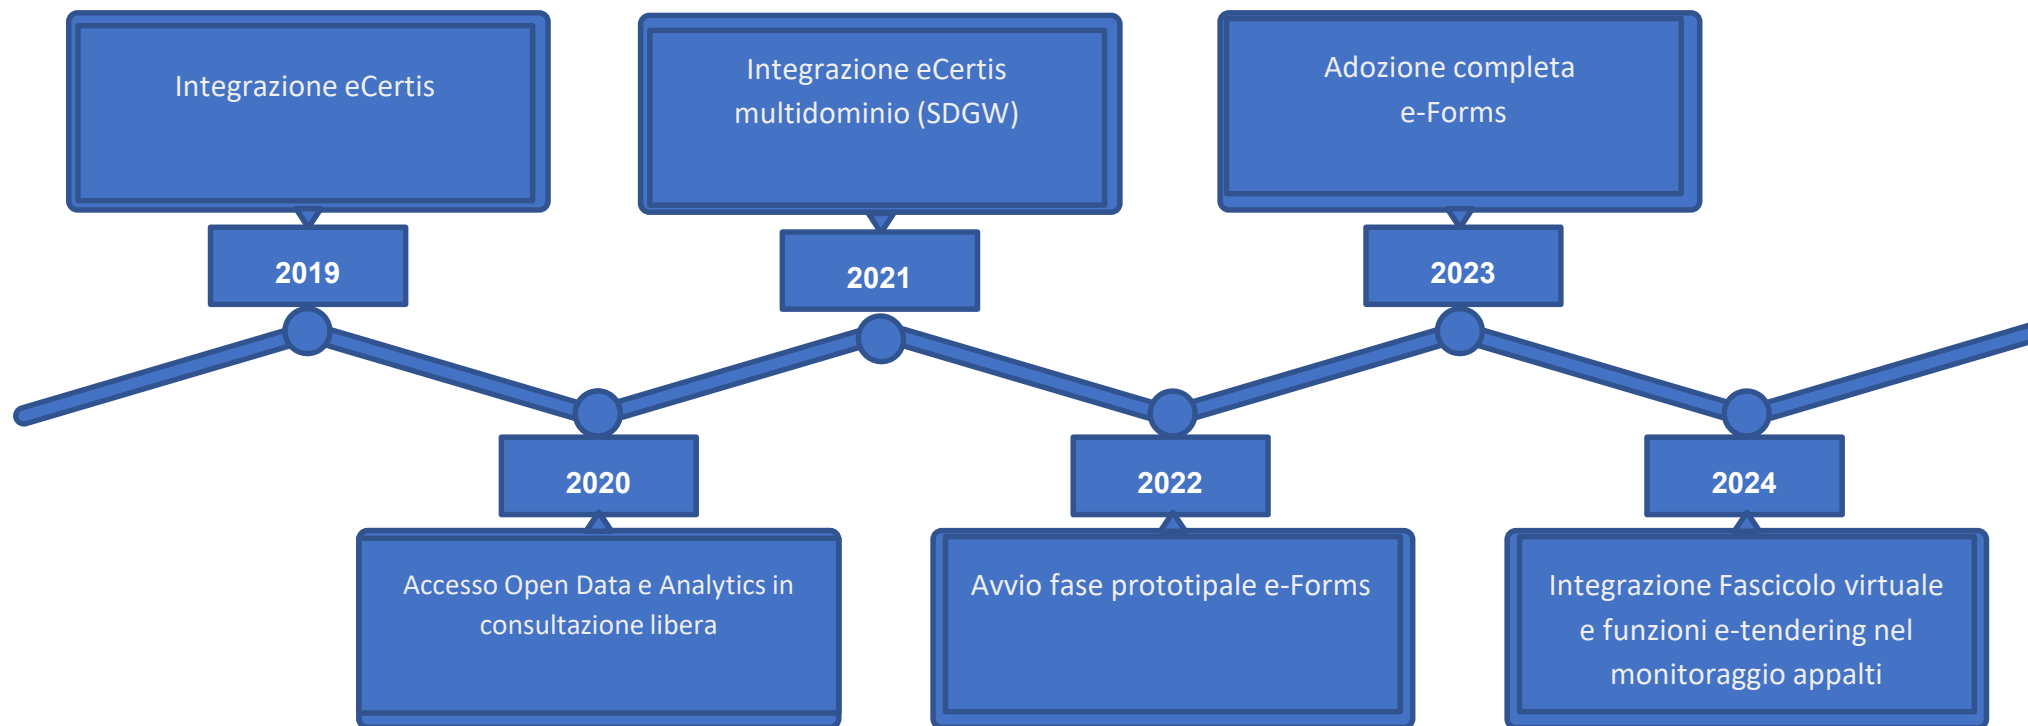 Integrazione eCertis
2019
Integrazione eCertis
multidominio (SDGW)
2021
Adozione completa
e-Forms
2023
2020
Accesso Open Data e Analytics in
consultazione libera
2022
Avvio fase prototipale e-Forms
2024
Integrazione Fascicolo virtuale
e funzioni e-tendering nel
monitoraggio appalti